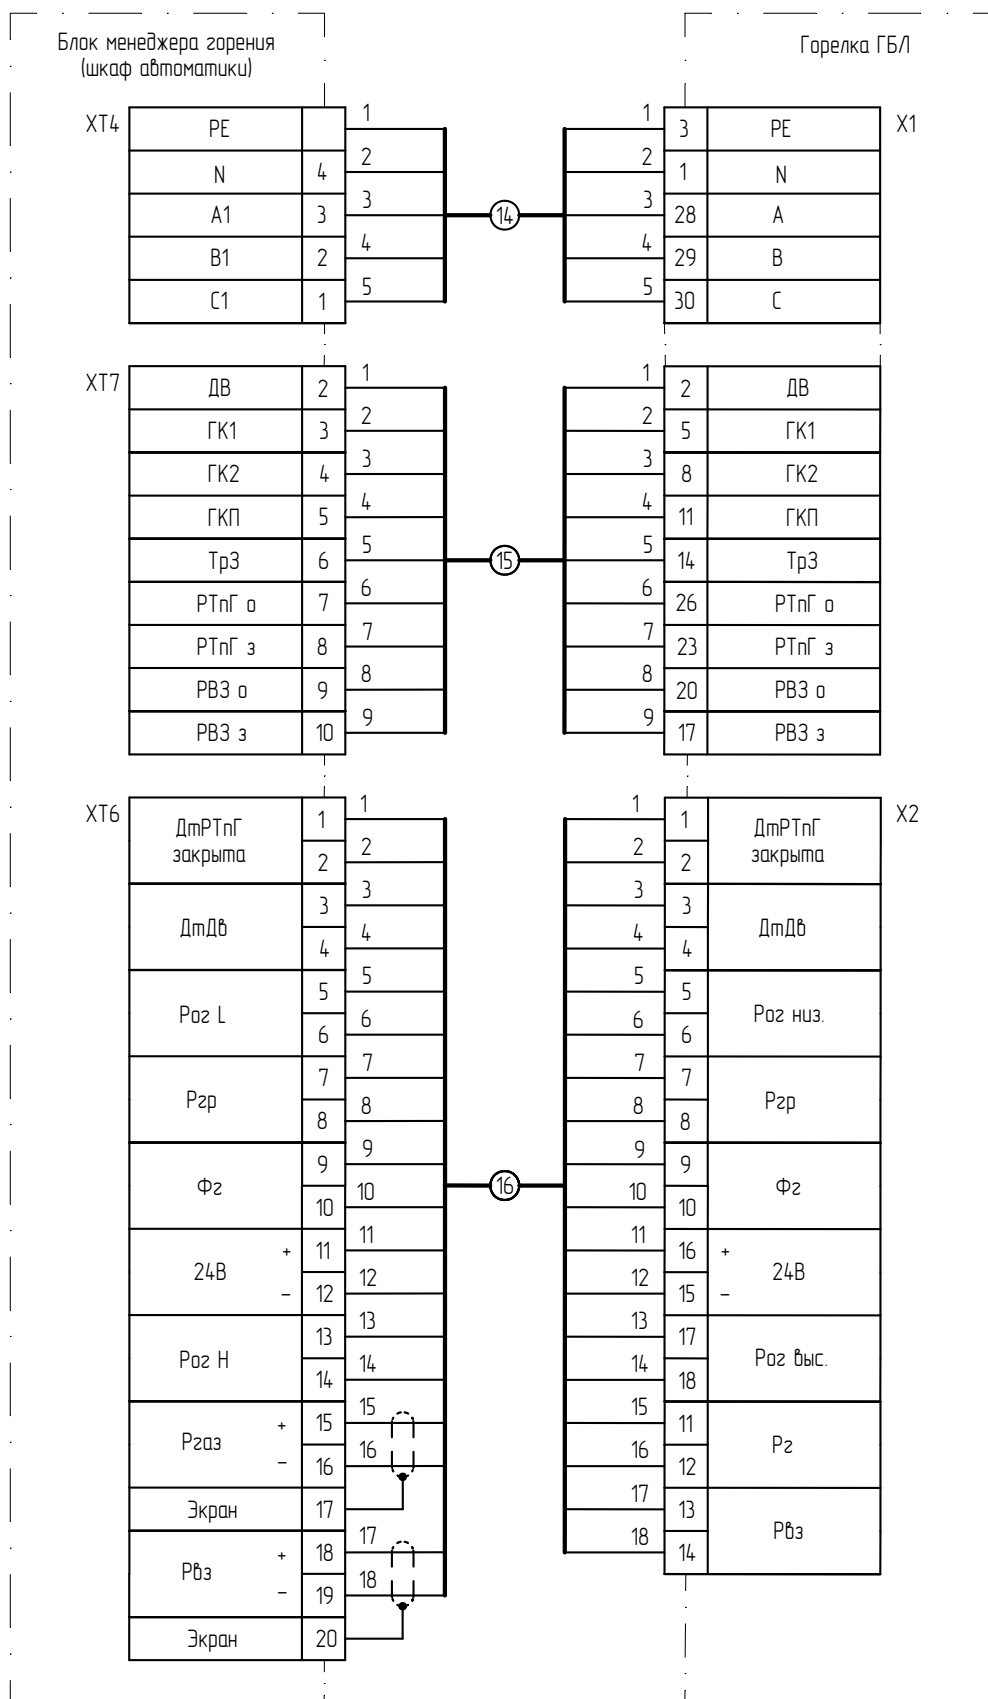 Блок менеджера горения
(шкаф автоматики)
Горелка ГБЛ
XT4
PE 1
N 4 2
A1 3 3
B1 2 4
C1 1 5
14
X1
1 3 PE
2 1 N
3 28 A
4 29 B
5 30 C
XT7
ДВ 2 1
ГК1 3 2
ГК2 4 3
ГКП 5 4
ТрЗ 6 5
РТпГ о 7 6
РТпГ з 8 7
РВЗ о 9 8
РВЗ з 10 9
15
1 2 ДВ
2 5 ГК1
3 8 ГК2
4 11 ГКП
5 14 ТрЗ
6 26 РТпГ о
7 23 РТпГ з
8 20 РВЗ о
9 17 РВЗ з
XT6
ДтРТпГ
закрыта
1 1
2 2
ДтДв
3 3
4 4
Рог L
5 5
6 6
Ргр
7 7
8 8
Фг
9 9
10 10
24В
+ 11 11
− 12 12
Рог H
13 13
14 14
Ргаз
+ 15 15
− 16 16
Экран 17
Рвз
+ 18 17
− 19 18
Экран 20
16
X2
1 1
2 2
ДтРТпГ
закрыта
3 3
4 4
ДтДв
5 5
6 6
Рог низ.
7 7
8 8
Ргр
9 9
10 10
Фг
11 16 +
12 15 −
24В
13 17
14 18
Рог выс.
15 11
16 12
Рг
17 13
18 14
Рвз